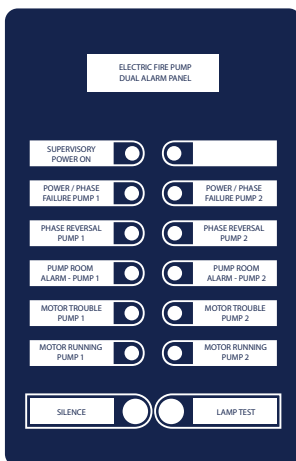 ELECTRIC FIRE PUMP
DUAL ALARM PANEL
SUPERVISORY
POWER ON
POWER / PHASE
FAILURE PUMP 1
POWER / PHASE
FAILURE PUMP 2
PHASE REVERSAL
PUMP 1
PHASE REVERSAL
PUMP 2
PUMP ROOM
ALARM - PUMP 1
PUMP ROOM
ALARM - PUMP 2
MOTOR TROUBLE
PUMP 1
MOTOR TROUBLE
PUMP 2
MOTOR RUNNING
PUMP 1
MOTOR RUNNING
PUMP 2
SILENCE
LAMP TEST